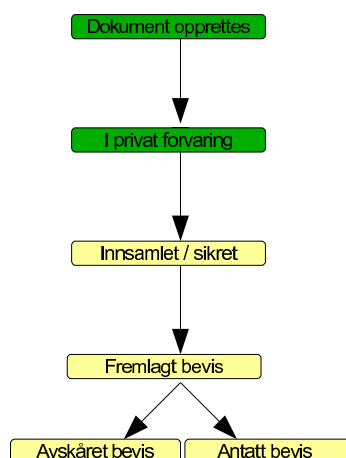 Dokument opprettes
I privat forvaring
Innsamlet / sikret
Fremlagt bevis
Avskåret bevis
Antatt bevis